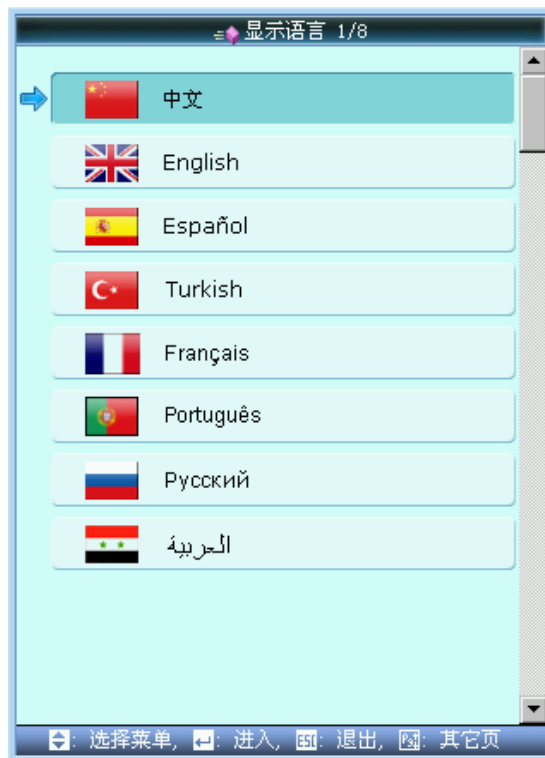 显示语言 1/8
中文
English
Español
Turkish
Français
Português
Русский
العربية
: 选择菜单, : 进入, ESC: 退出, Pg: 其它页